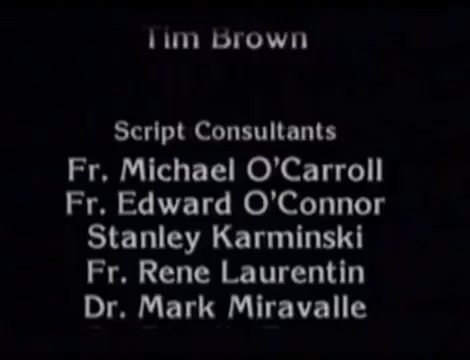 Tim Brown
Script Consultants
Fr. Michael O'Carroll
Fr. Edward O'Connor
Stanley Karminski
Fr. Rene Laurentin
Dr. Mark Miravalle